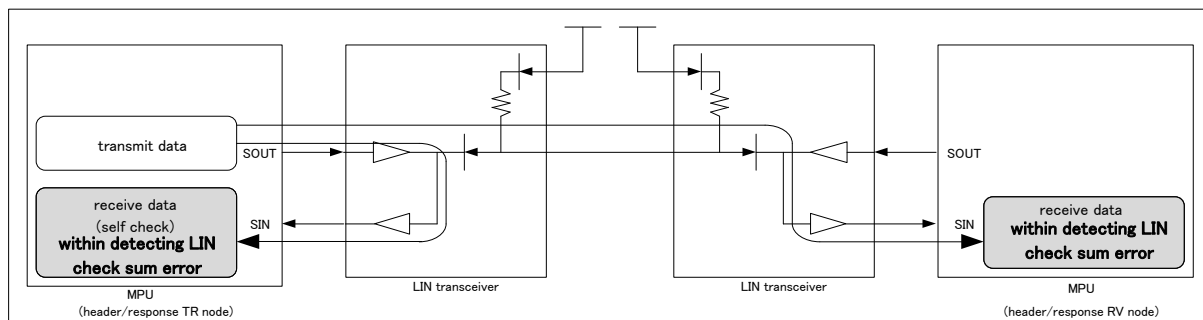 transmit data
SOUT
receive data
(self check)
within detecting LIN
check sum error
SIN
MPU
(header/response TR node)
LIN transceiver
LIN transceiver
SOUT
SIN
receive data
within detecting LIN
check sum error
MPU
(header/response RV node)